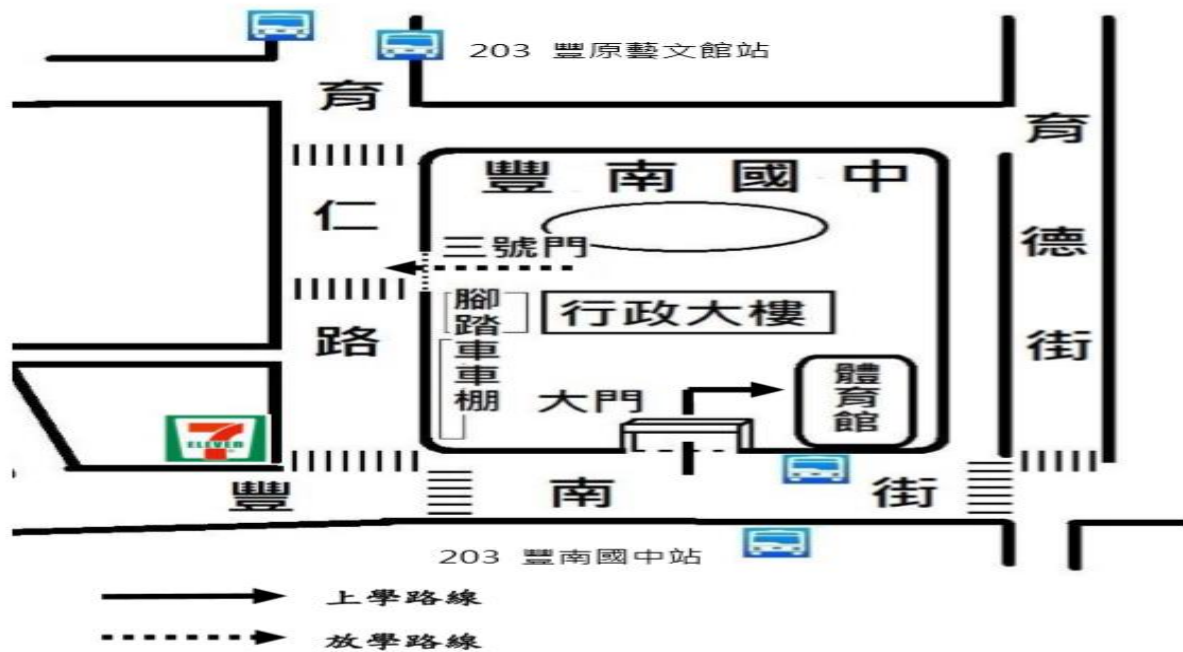 203 豐原藝文館站
育仁路
育德街
豐南國中
三號門
腳踏車車棚
行政大樓
體育館
大門
7
ELEVEN
豐南街
203 豐南國中站
上學路線
放學路線